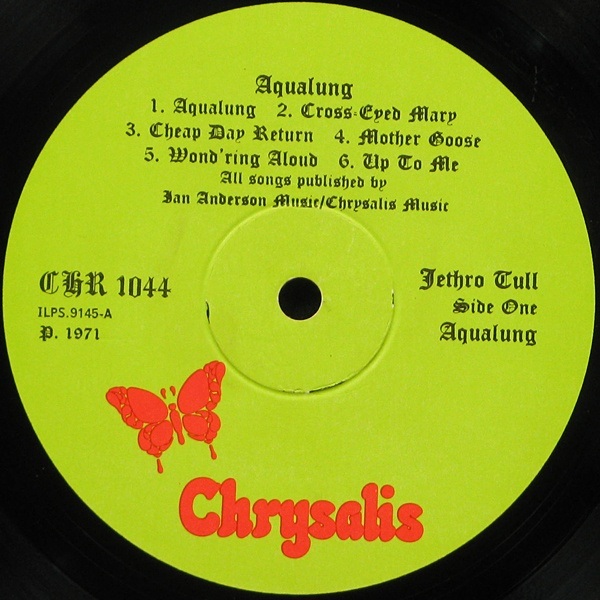 Aqualung
1. Aqualung 2. Cross-Eyed Mary
3. Cheap Day Return 4. Mother Goose
5. Wond'ring Aloud 6. Up To Me
All songs published by
Ian Anderson Music/Chrysalis Music
CHR 1044
ILPS.9145-A
P. 1971
Jethro Tull
Side One
Aqualung
Chrysalis